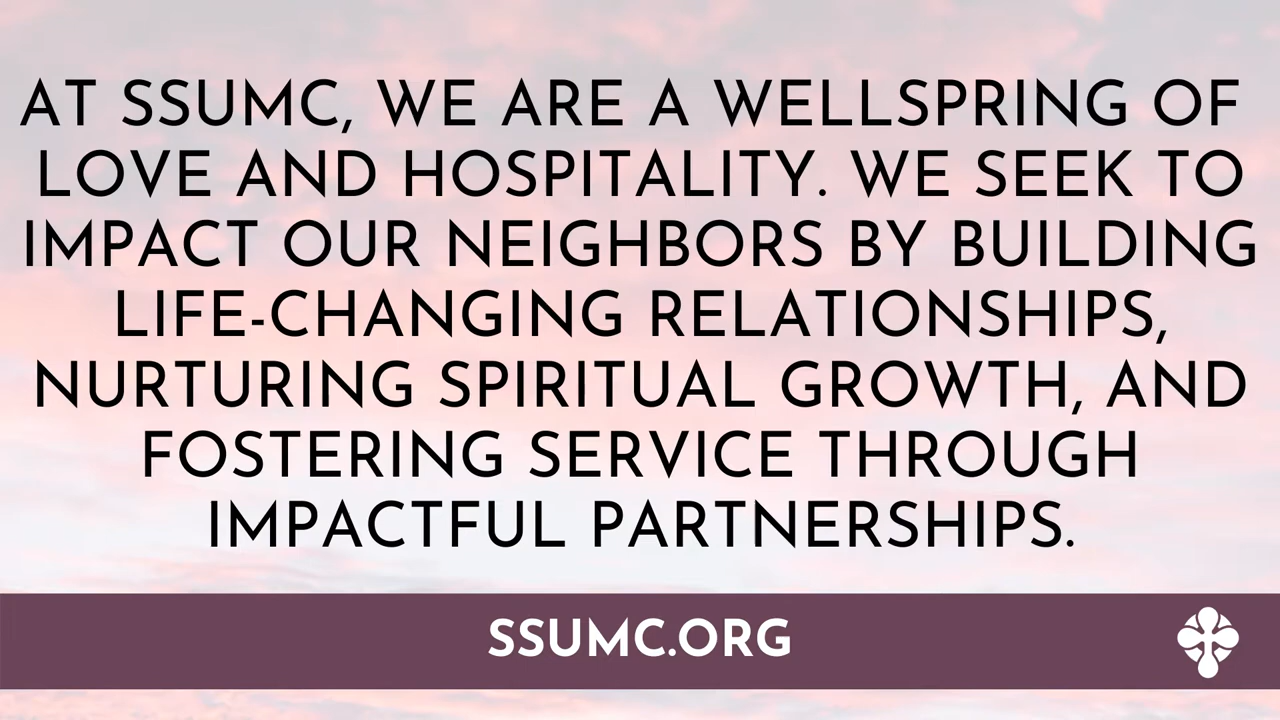 AT SSUMC, WE ARE A WELLSPRING OF
LOVE AND HOSPITALITY. WE SEEK TO
IMPACT OUR NEIGHBORS BY BUILDING
LIFE-CHANGING RELATIONSHIPS,
NURTURING SPIRITUAL GROWTH, AND
FOSTERING SERVICE THROUGH
IMPACTFUL PARTNERSHIPS.
SSUMC.ORG